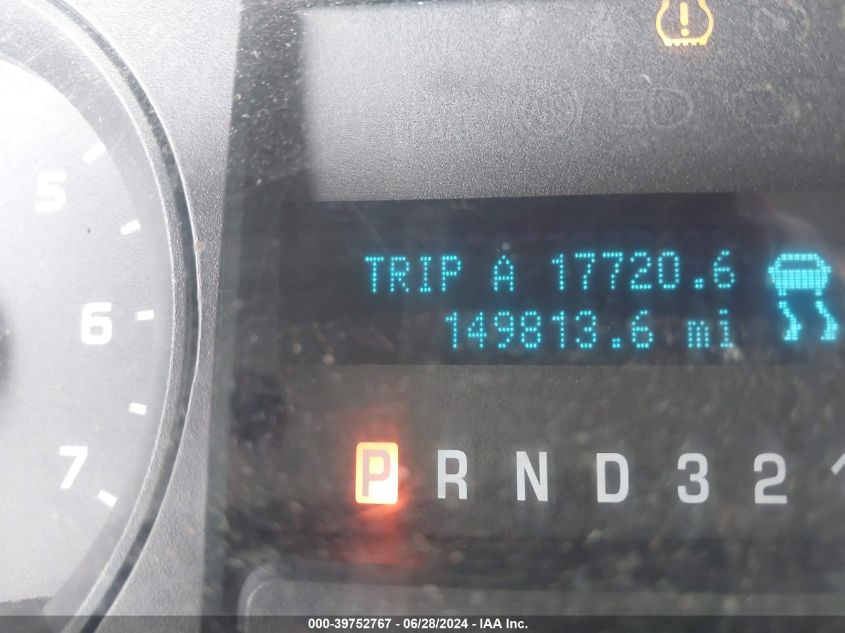 5
6
7
!
TRIP A 17720.6
149813.6 mi
P R N D 3 2
000-39752767 - 06/28/2024 - IAA Inc.